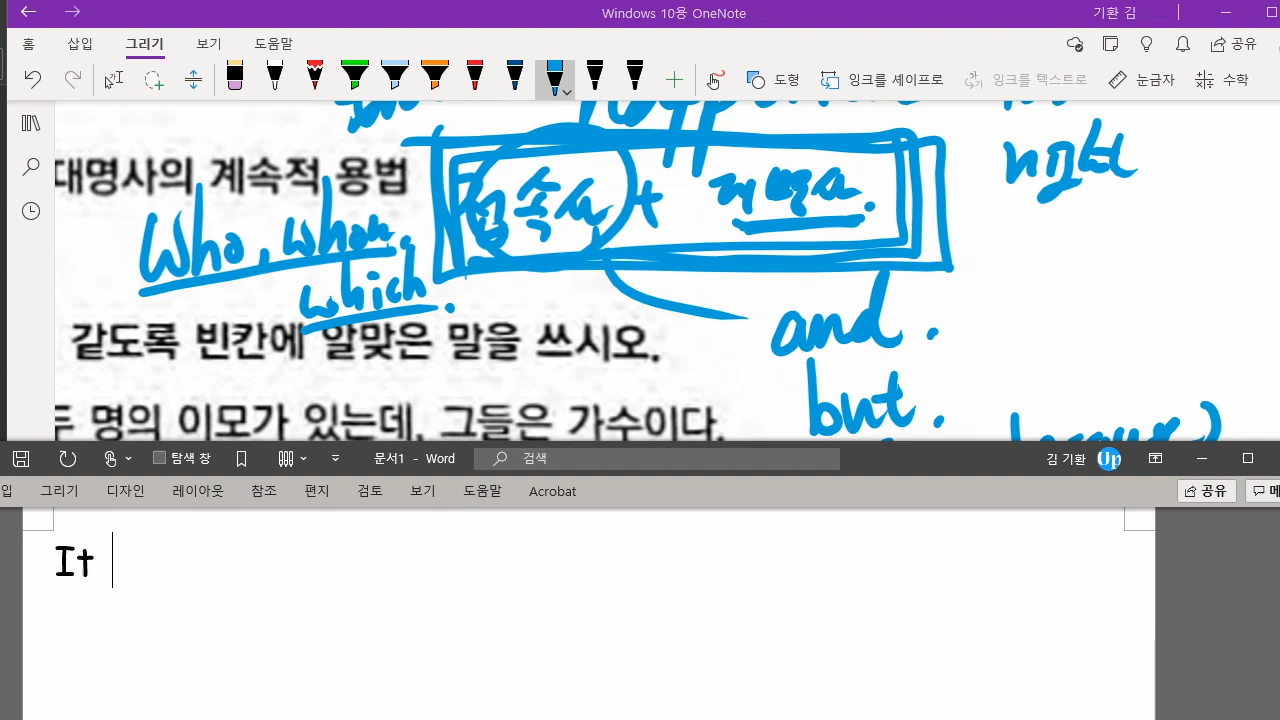 Windows 10용 OneNote 기환 김
홈 삽입 그리기 보기 도움말 공유
도형 잉크를 셰이프로 잉크를 텍스트로 눈금자 수학
night
대명사의 계속적 용법 접속사 + 대명사.
Who, whom,
which.
and.
같도록 빈칸에 알맞은 말을 쓰시오.
but.
두 명의 이모가 있는데, 그들은 가수이다.
탐색 창 문서1 - Word 검색 김 기환 Up
입 그리기 디자인 레이아웃 참조 편지 검토 보기 도움말 Acrobat 공유 메
It